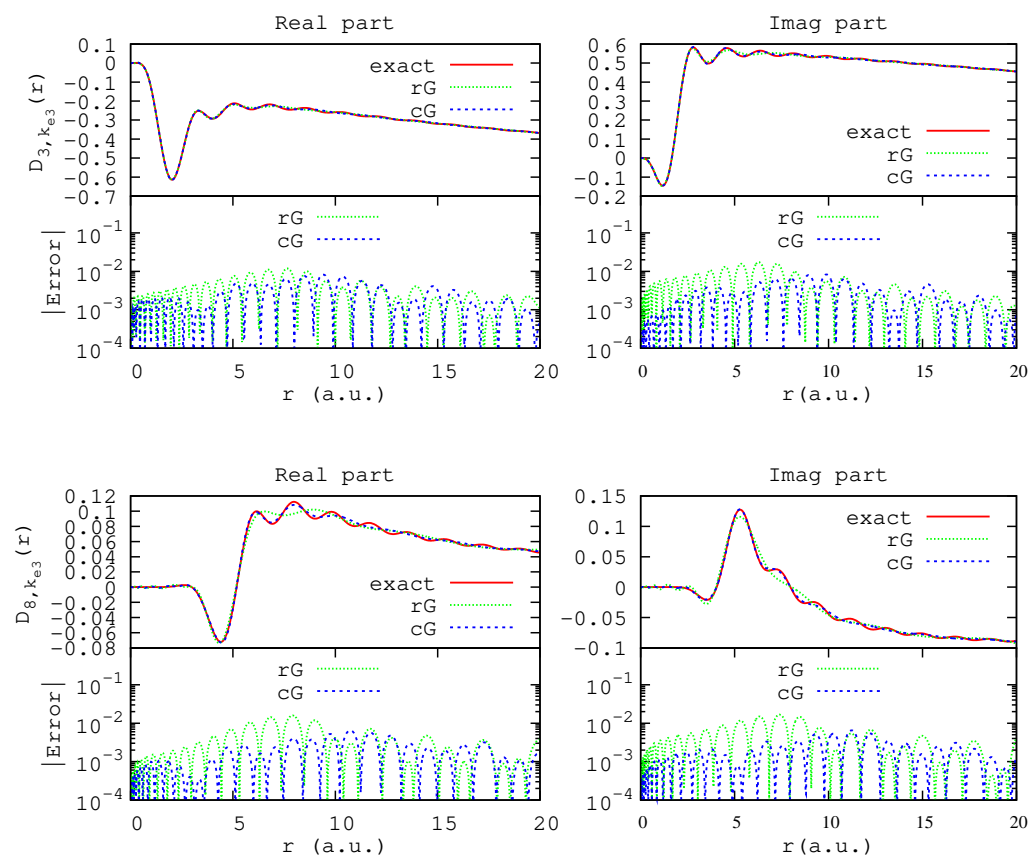 Real part
0.1
0
−0.1
−0.2
−0.3
−0.4
−0.5
−0.6
−0.7
D3,ke3(r)
exact
rG
cG
|Error|
10−1
10−2
10−3
10−4
rG
cG
0 5 10 15 20
r (a.u.)
Imag part
0.6
0.5
0.4
0.3
0.2
0.1
0
−0.1
−0.2
exact
rG
cG
10−1
10−2
10−3
10−4
rG
cG
0 5 10 15 20
r(a.u.)
Real part
0.12
0.1
0.08
0.06
0.04
0.02
0
−0.02
−0.04
−0.06
−0.08
D8,ke3(r)
exact
rG
cG
|Error|
10−1
10−2
10−3
10−4
rG
cG
0 5 10 15 20
r (a.u.)
Imag part
0.15
0.1
0.05
0
−0.05
−0.1
exact
rG
cG
10−1
10−2
10−3
10−4
rG
cG
0 5 10 15 20
r(a.u.)